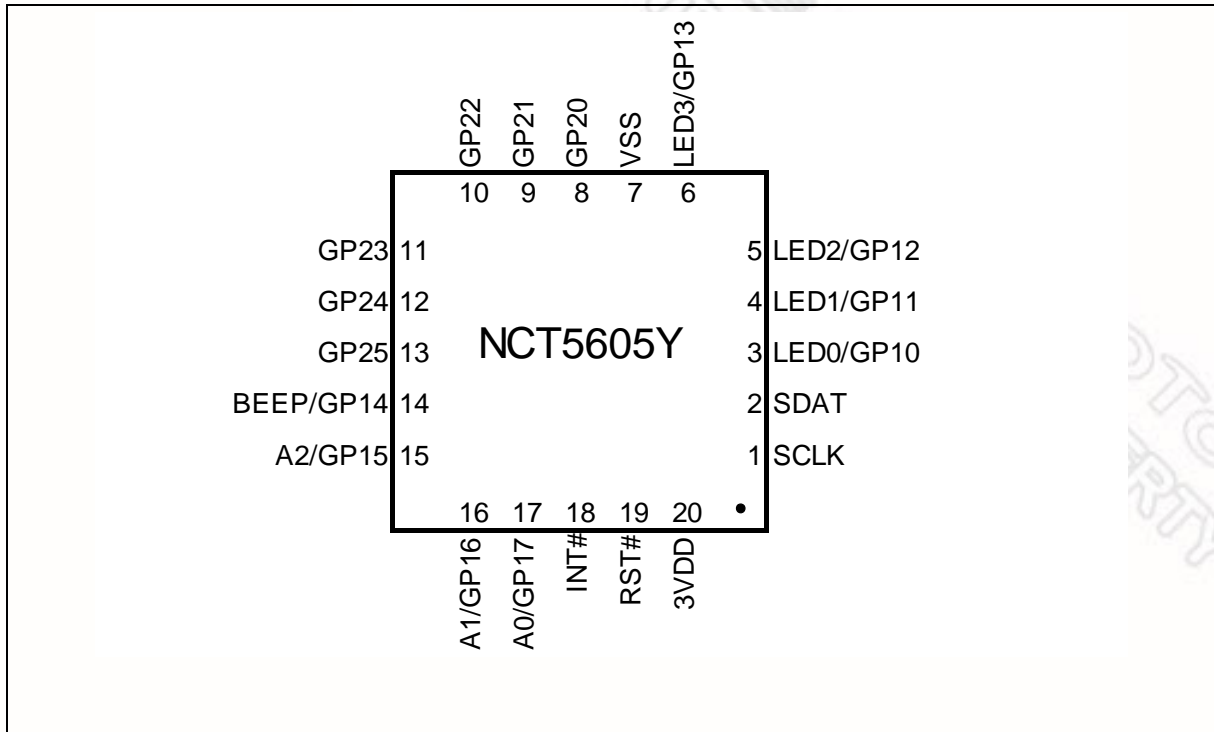 GP22
GP21
GP20
VSS
LED3/GP13
10
9
8
7
6
GP23 11
5 LED2/GP12
GP24 12
4 LED1/GP11
NCT5605Y
GP25 13
3 LED0/GP10
BEEP/GP14 14
2 SDAT
A2/GP15 15
1 SCLK
16
17
18
19
20
A1/GP16
A0/GP17
INT#
RST#
3VDD